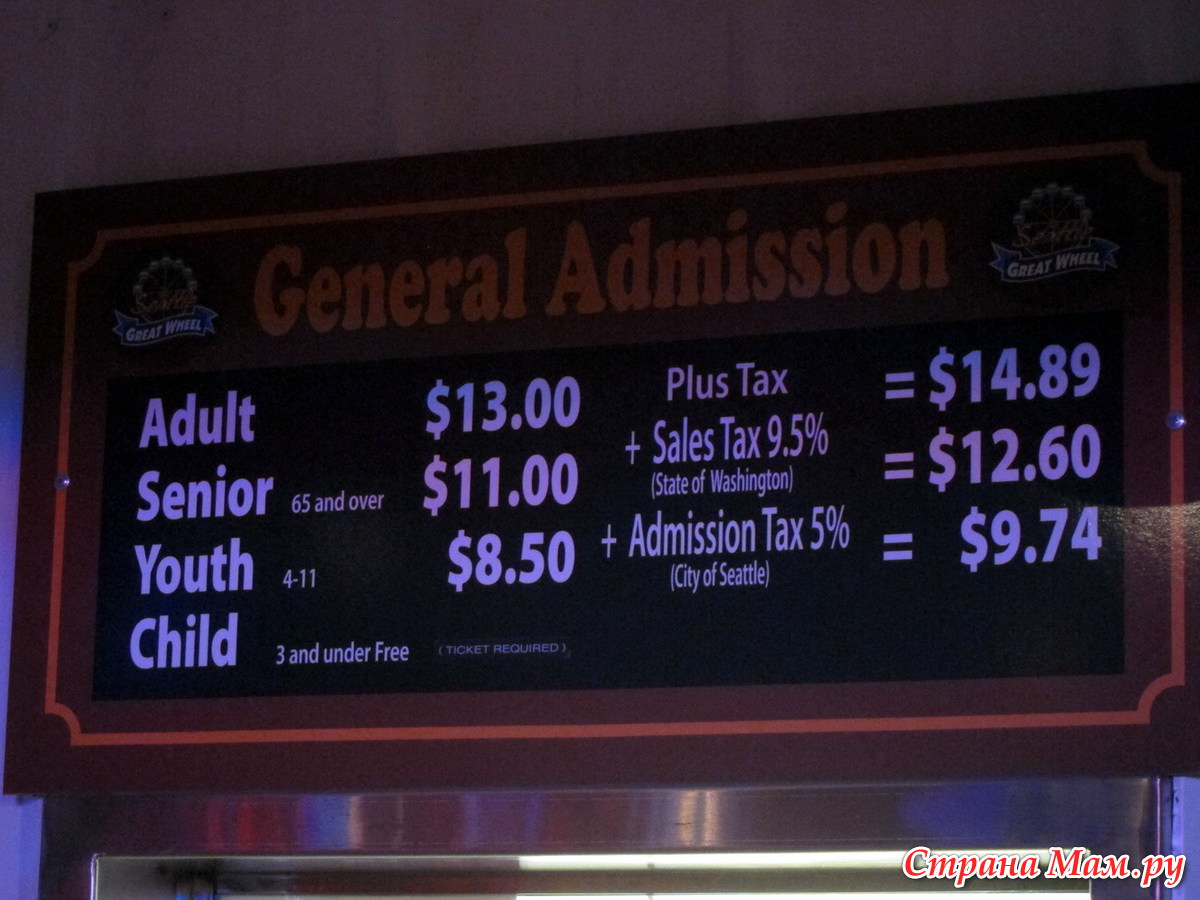 General Admission
Seattle
GREAT WHEEL
Seattle
GREAT WHEEL
Adult $13.00 Plus Tax = $14.89
+ Sales Tax 9.5%
(State of Washington)
Senior 65 and over $11.00 = $12.60
Youth 4-11 $8.50 + Admission Tax 5% = $9.74
(City of Seattle)
Child 3 and under Free (TICKET REQUIRED)
Страна Мам.ру